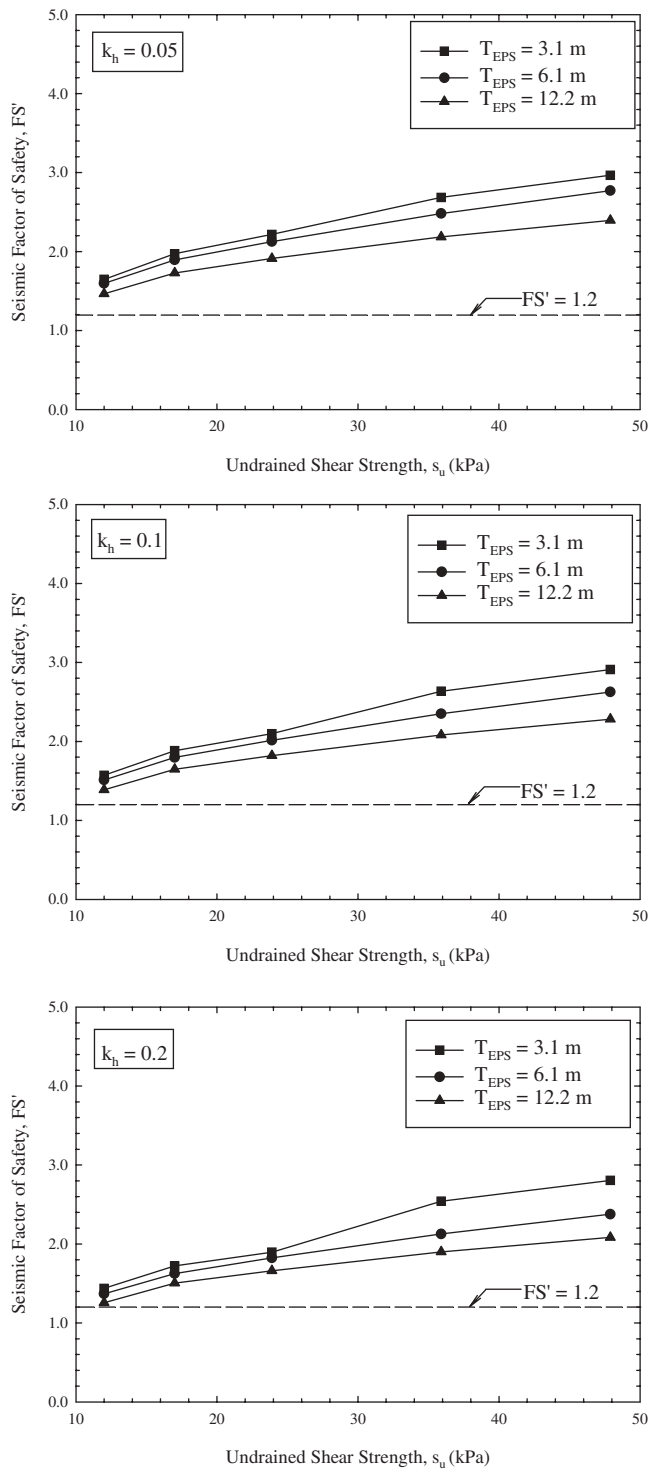 5.0
k_h = 0.05
T_EPS = 3.1 m
T_EPS = 6.1 m
T_EPS = 12.2 m
4.0
3.0
2.0
1.0
0.0
FS' = 1.2
Seismic Factor of Safety, FS'
10 20 30 40 50
Undrained Shear Strength, s_u (kPa)
5.0
k_h = 0.1
T_EPS = 3.1 m
T_EPS = 6.1 m
T_EPS = 12.2 m
4.0
3.0
2.0
1.0
0.0
FS' = 1.2
Seismic Factor of Safety, FS'
10 20 30 40 50
Undrained Shear Strength, s_u (kPa)
5.0
k_h = 0.2
T_EPS = 3.1 m
T_EPS = 6.1 m
T_EPS = 12.2 m
4.0
3.0
2.0
1.0
0.0
FS' = 1.2
Seismic Factor of Safety, FS'
10 20 30 40 50
Undrained Shear Strength, s_u (kPa)